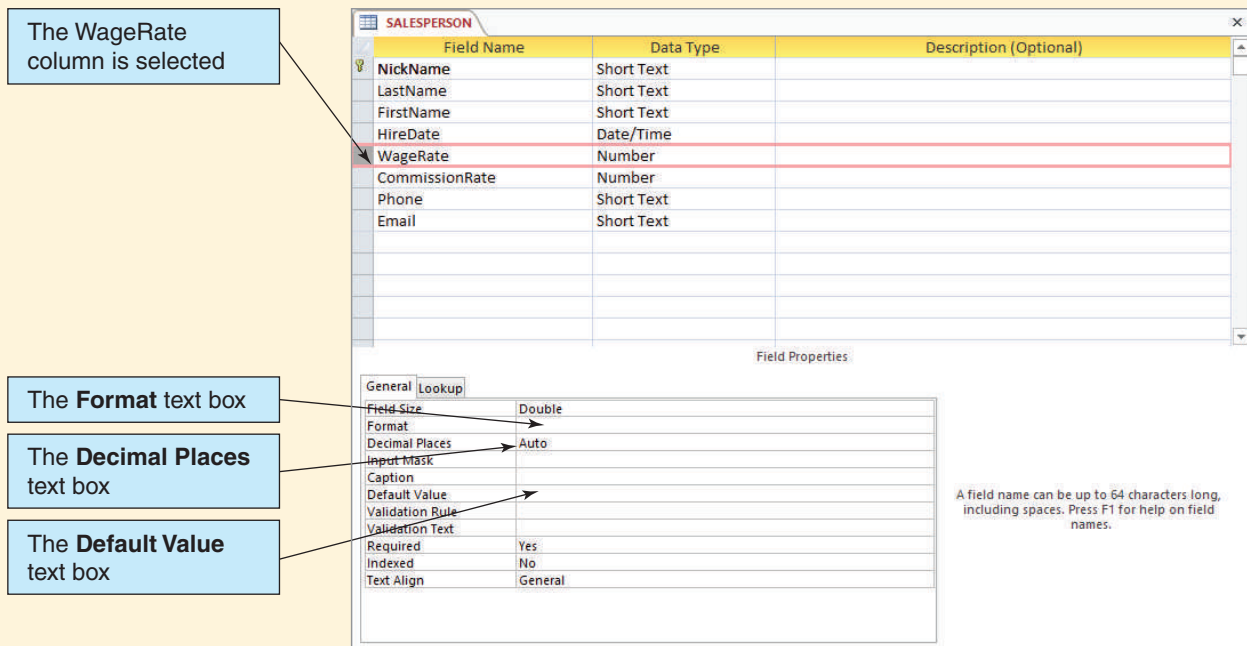 The WageRate
column is selected
SALESPERSON
Field Name Data Type Description (Optional)
NickName Short Text
LastName Short Text
FirstName Short Text
HireDate Date/Time
WageRate Number
CommissionRate Number
Phone Short Text
Email Short Text
Field Properties
General Lookup
The Format text box
The Decimal Places
text box
The Default Value
text box
Field Size Double
Format
Decimal Places Auto
Input Mask
Caption
Default Value
Validation Rule
Validation Text
Required Yes
Indexed No
Text Align General
A field name can be up to 64 characters long,
including spaces. Press F1 for help on field
names.